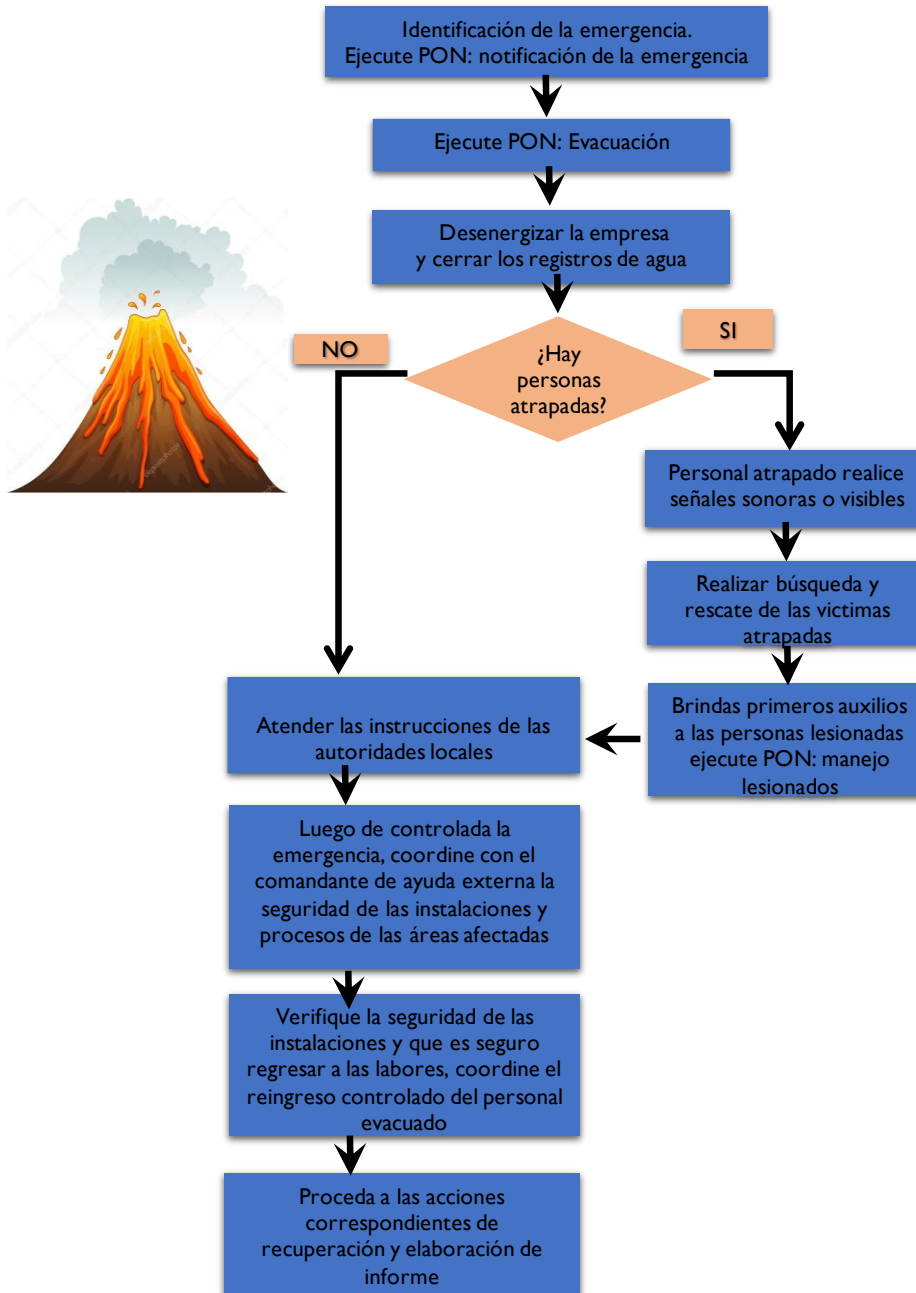 Identificación de la emergencia.
Ejecute PON: notificación de la emergencia
Ejecute PON: Evacuación
Desenergizar la empresa
y cerrar los registros de agua
NO
SI
¿Hay
personas
atrapadas?
Personal atrapado realice
señales sonoras o visibles
Realizar búsqueda y
rescate de las victimas
atrapadas
Brindas primeros auxilios
a las personas lesionadas
ejecute PON: manejo
lesionados
Atender las instrucciones de las
autoridades locales
Luego de controlada la
emergencia, coordine con el
comandante de ayuda externa la
seguridad de las instalaciones y
procesos de las áreas afectadas
Verifique la seguridad de las
instalaciones y que es seguro
regresar a las labores, coordine el
reingreso controlado del personal
evacuado
Proceda a las acciones
correspondientes de
recuperación y elaboración de
informe